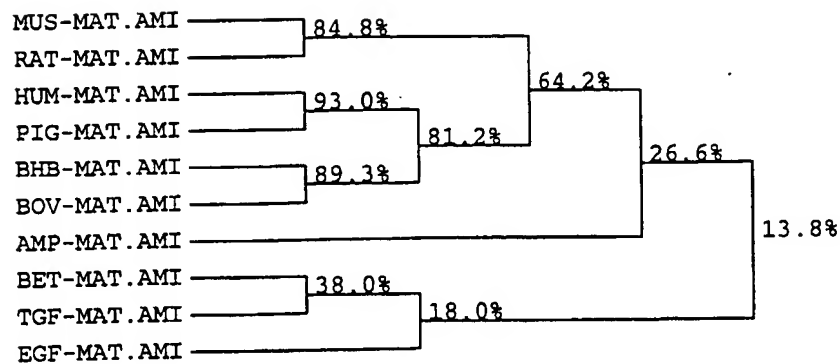 MUS-MAT.AMI
84.8%
RAT-MAT.AMI
64.2%
HUM-MAT.AMI
93.0%
PIG-MAT.AMI
81.2%
26.6%
BHB-MAT.AMI
89.3%
BOV-MAT.AMI
13.8%
AMP-MAT.AMI
BET-MAT.AMI
38.0%
18.0%
TGF-MAT.AMI
EGF-MAT.AMI